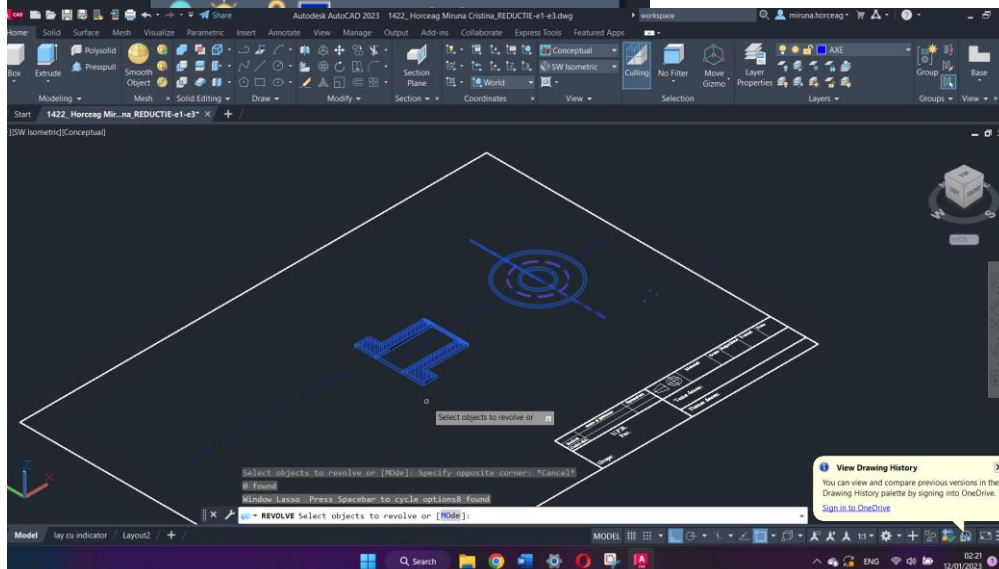 CAD
Share
Autodesk AutoCAD 2023 1422_ Horceag Miruna Cristina_REDUCTIE-e1-e3.dwg
workspace
miruna.horceag
Home Solid Surface Mesh Visualize Parametric Insert Annotate View Manage Output Add-ins Collaborate Express Tools Featured Apps
Polysolid
Presspull
Box Extrude
Smooth Object
Section Plane
Conceptual
SW Isometric
World
Culling No Filter Move Gizmo
Layer Properties
AXE
Group
Base
Modeling Mesh Solid Editing Draw Modify Section Coordinates View Selection Layers Groups View
Start 1422_Horceag Mir...na_REDUCTIE-e1-e3* +
][SW Isometric][Conceptual]
TOP
LEFT FRONT
W S
WCS
Z
X
U.P.B.
Select objects to revolve or
Select objects to revolve or [MOde]: Specify opposite corner: *Cancel*
0 found
Window Lasso Press Spacebar to cycle options8 found
REVOLVE Select objects to revolve or [MOde]:
View Drawing History
You can view and compare previous versions in the
Drawing History palette by signing into OneDrive.
Sign in to OneDrive
Model lay cu indicator Layout2 +
MODEL 1:1
Search
ENG
02:21
12/01/2023